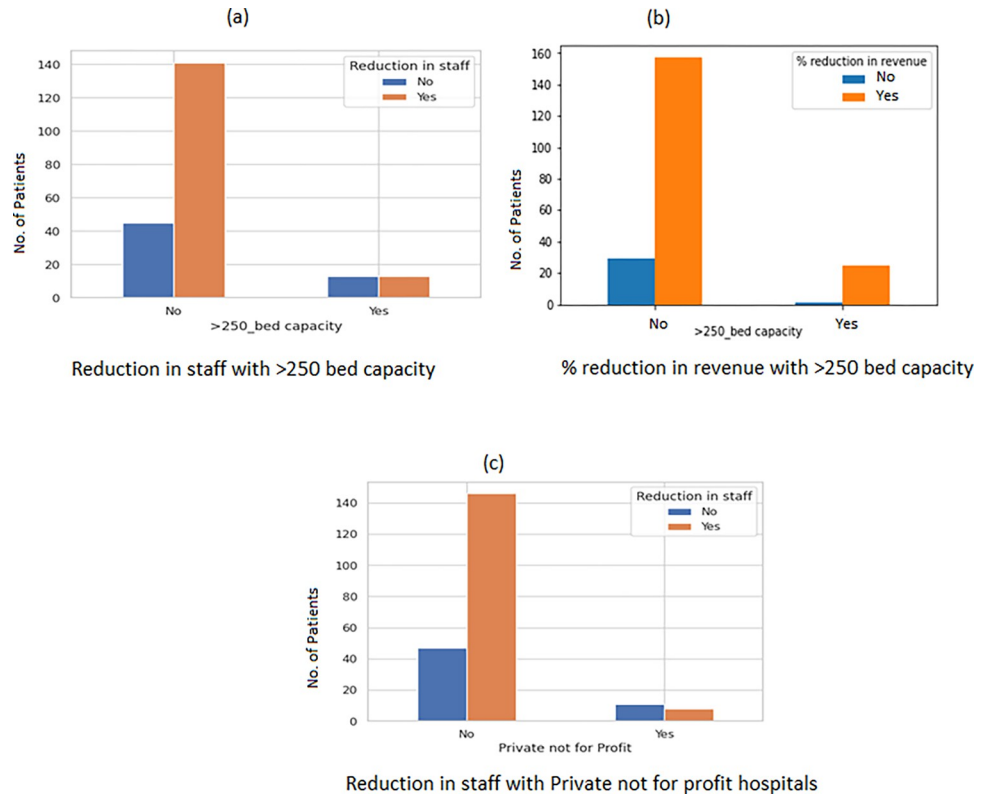 (a)
Reduction in staff
No
Yes
140
120
100
80
60
40
20
0
No. of Patients
No
Yes
>250_bed capacity
Reduction in staff with >250 bed capacity
(b)
% reduction in revenue
No
Yes
160
140
120
100
80
60
40
20
0
No. of Patients
No
Yes
>250_bed capacity
% reduction in revenue with >250 bed capacity
(c)
Reduction in staff
No
Yes
140
120
100
80
60
40
20
0
No. of Patients
No
Yes
Private not for Profit
Reduction in staff with Private not for profit hospitals